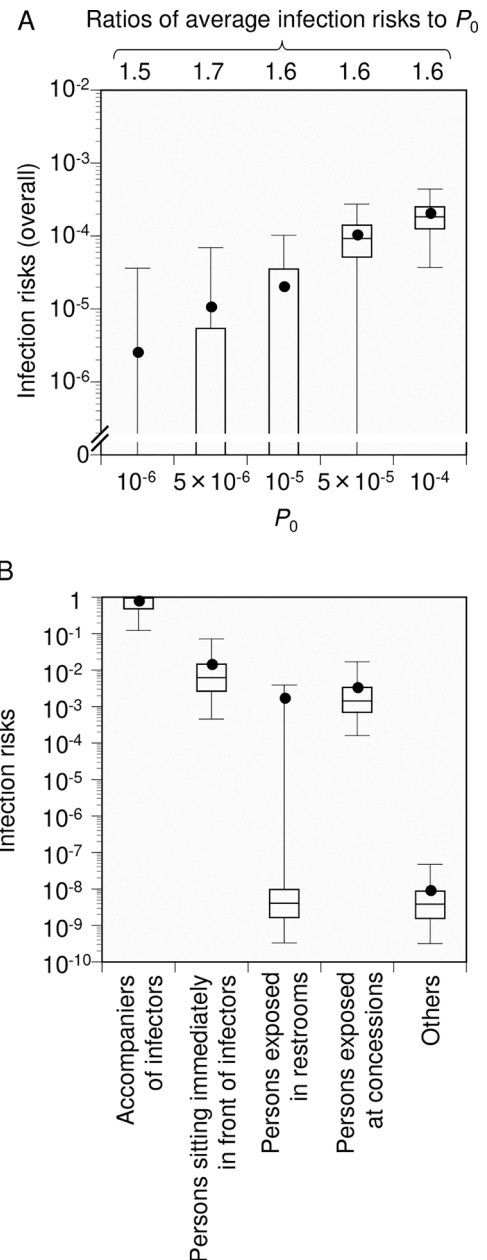 A
Ratios of average infection risks to P₀
1.5 1.7 1.6 1.6 1.6
Infection risks (overall)
10⁻²
10⁻³
10⁻⁴
10⁻⁵
10⁻⁶
0
10⁻⁶ 5×10⁻⁶ 10⁻⁵ 5×10⁻⁵ 10⁻⁴
P₀
B
Infection risks
1
10⁻¹
10⁻²
10⁻³
10⁻⁴
10⁻⁵
10⁻⁶
10⁻⁷
10⁻⁸
10⁻⁹
10⁻¹⁰
Accompaniers
of infectors
Persons sitting immediately
in front of infectors
Persons exposed
in restrooms
Persons exposed
at concessions
Others